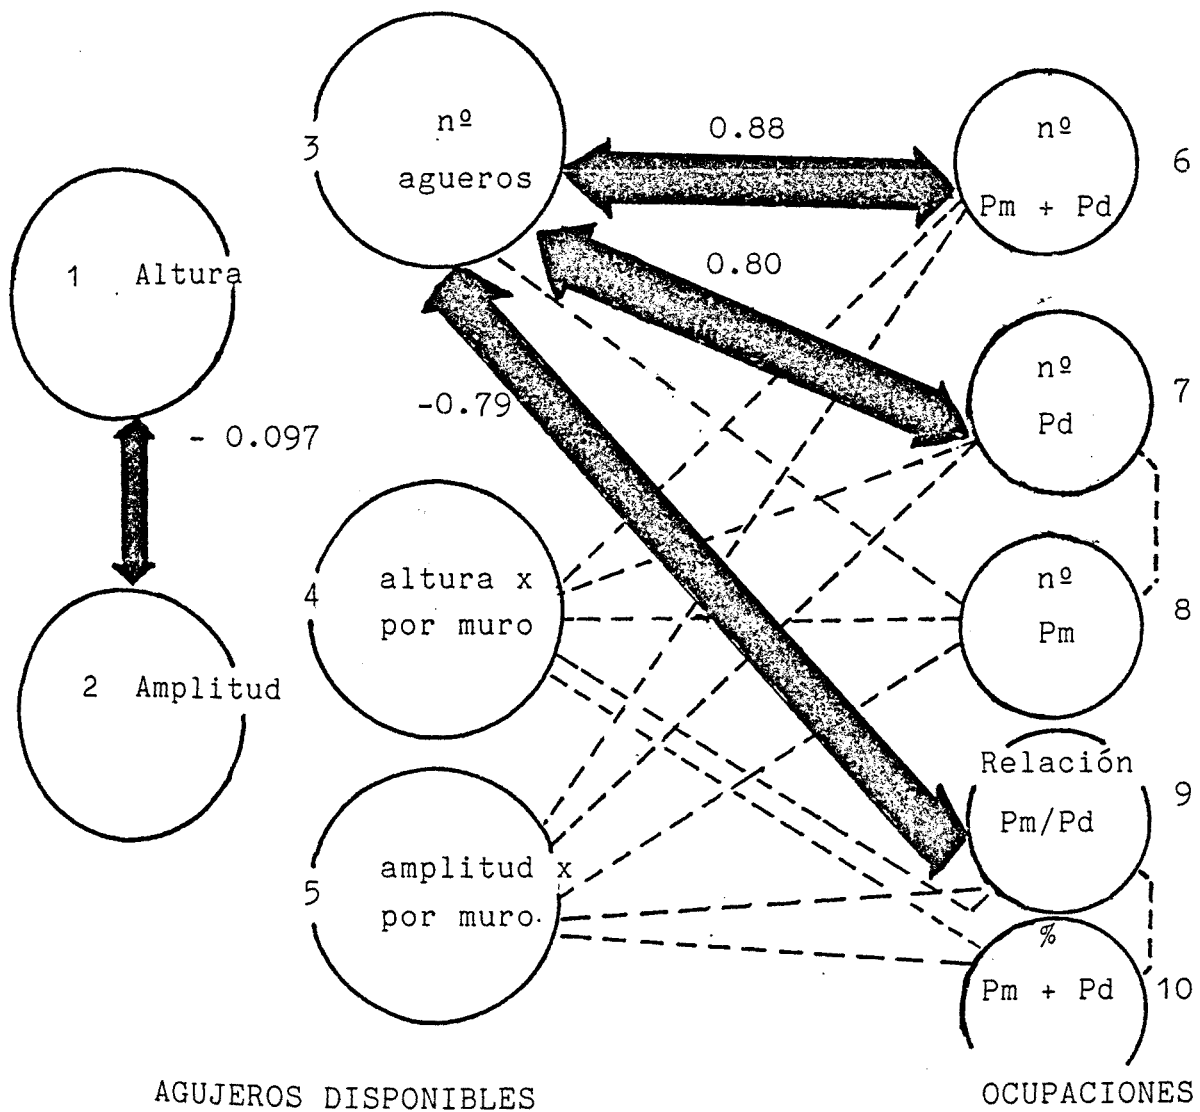 1 Altura
- 0.097
2 Amplitud
3
nº
agueros
4
altura x
por muro
5
amplitud x
por muro.
0.88
0.80
-0.79
nº
Pm + Pd
6
nº
Pd
7
nº
Pm
8
Relación
Pm/Pd
9
%
Pm + Pd
10
AGUJEROS DISPONIBLES
OCUPACIONES